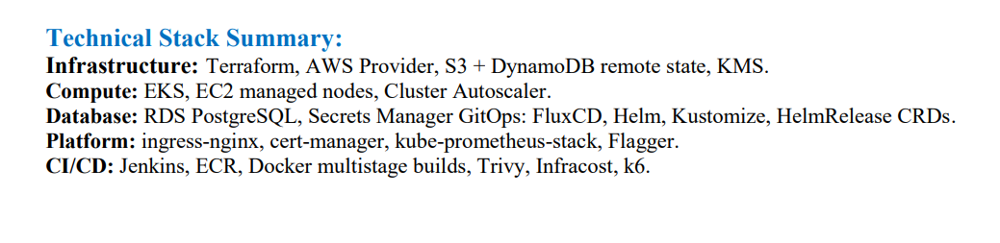 Technical Stack Summary:
Infrastructure: Terraform, AWS Provider, S3 + DynamoDB remote state, KMS.
Compute: EKS, EC2 managed nodes, Cluster Autoscaler.
Database: RDS PostgreSQL, Secrets Manager GitOps: FluxCD, Helm, Kustomize, HelmRelease CRDs.
Platform: ingress-nginx, cert-manager, kube-prometheus-stack, Flagger.
CI/CD: Jenkins, ECR, Docker multistage builds, Trivy, Infracost, k6.